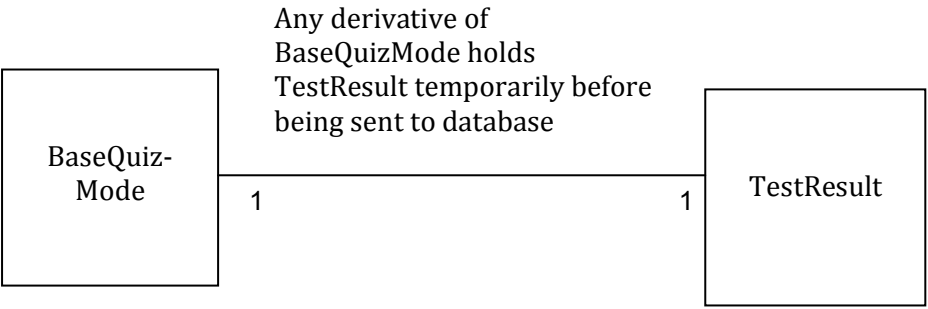 Any derivative of
BaseQuizMode holds
TestResult temporarily before
being sent to database
BaseQuiz-
Mode
1
1
TestResult